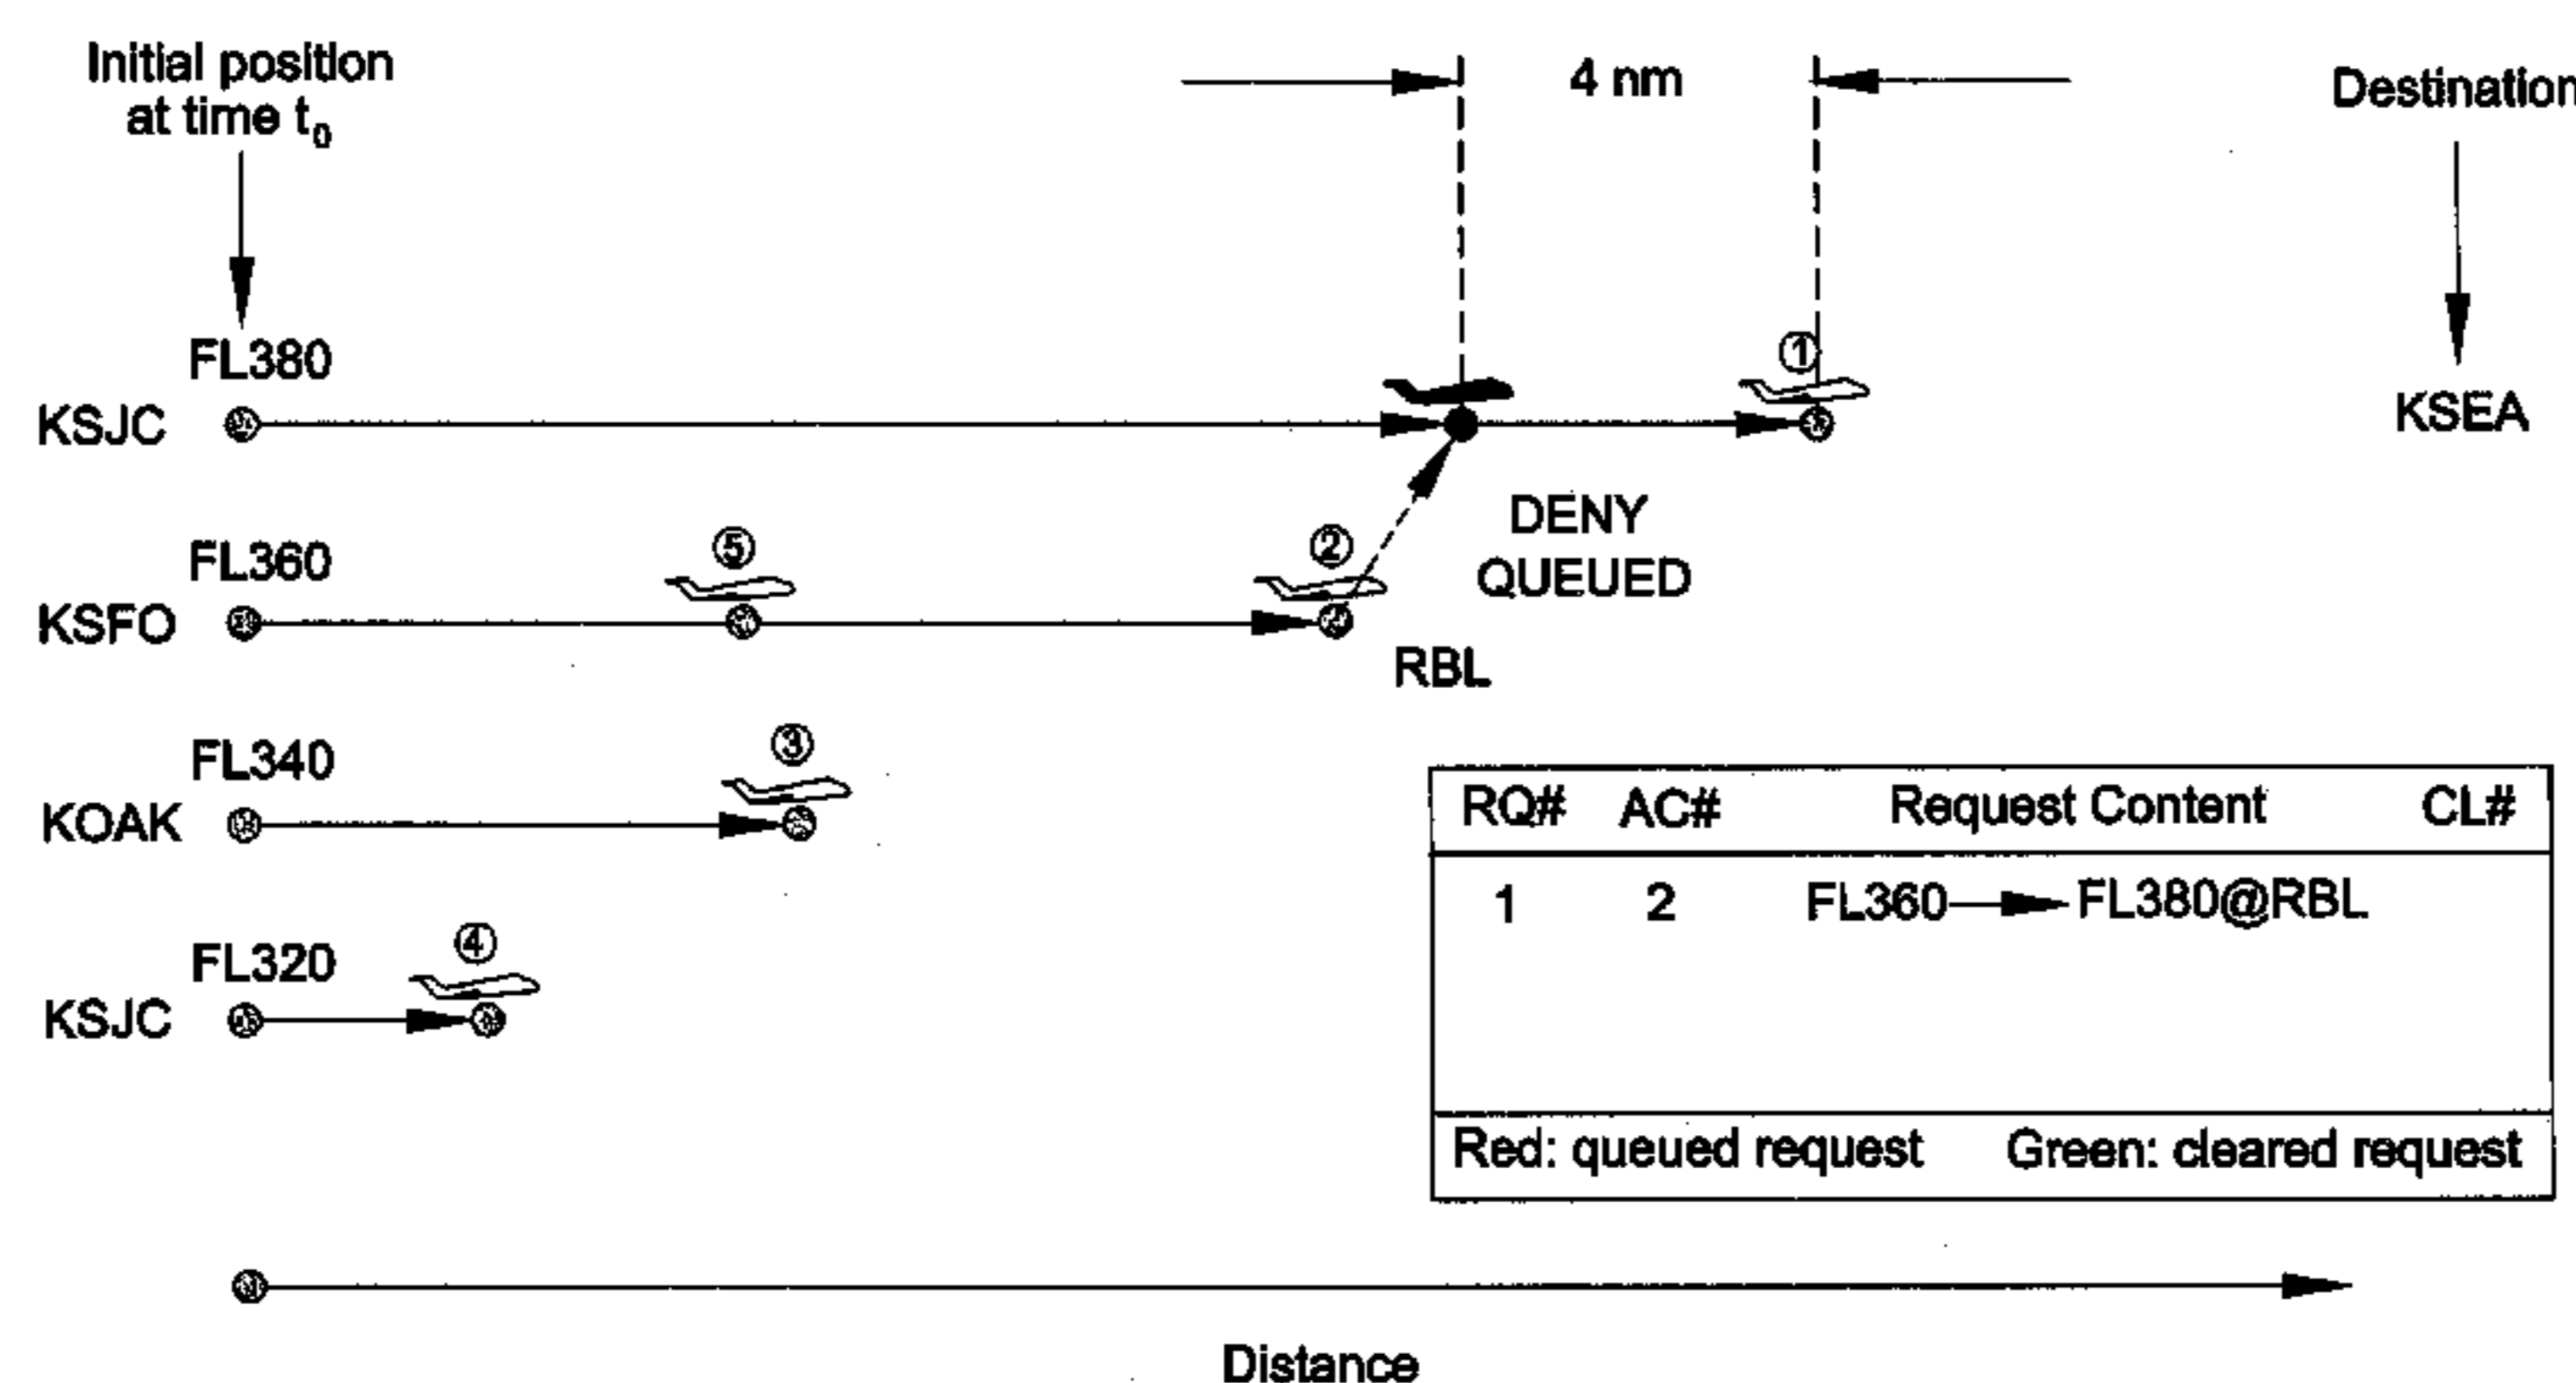 Initial position
at time t0
4 nm
Destination
FL380
①
KSJC
KSEA
DENY
QUEUED
FL360
⑤
②
KSFO
RBL
FL340
③
KOAK
FL320
④
KSJC
RQ# AC# Request Content CL#
1 2 FL360 FL380@RBL
Red: queued request Green: cleared request
Distance